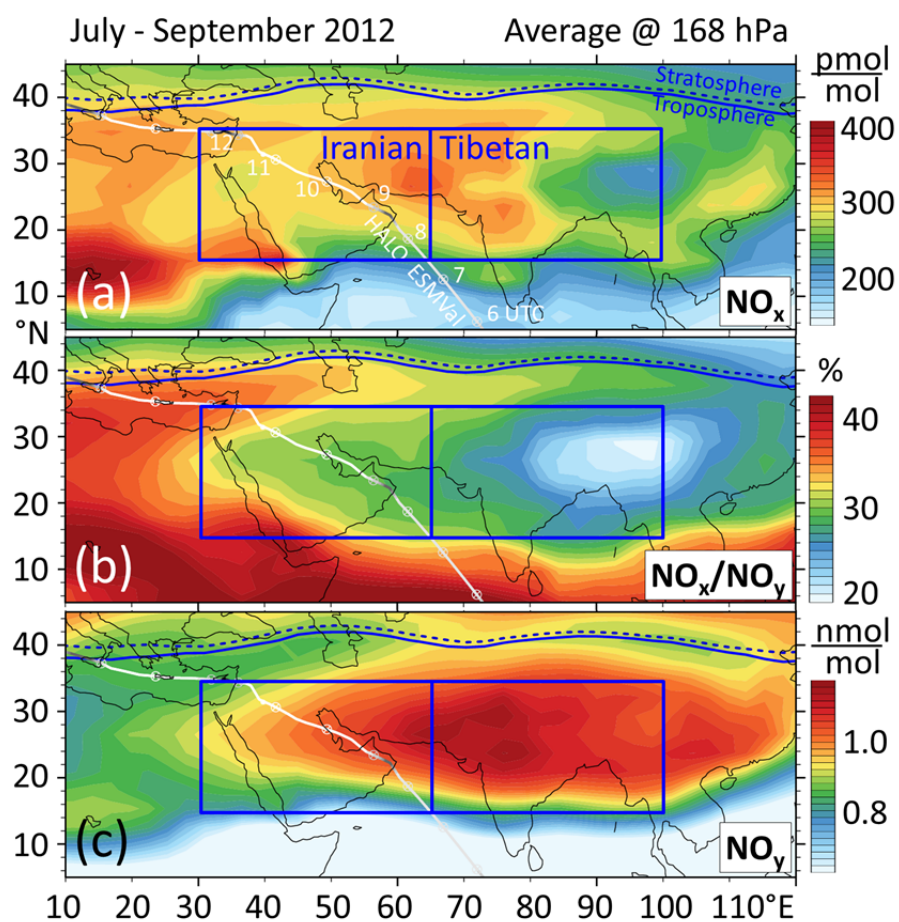 July - September 2012 Average @ 168 hPa
pmol
mol
Stratosphere
Troposphere
40
400
12 Iranian Tibetan
30
11
300
10 9
20
8
HALO ESMVal
7
200
10
(a) 6 UTC NOₓ
°N
40
%
40
30
30
20
10
(b) NOₓ/NOᵧ
20
nmol
mol
40
30
1.0
20
0.8
10
(c) NOᵧ
10 20 30 40 50 60 70 80 90 100 110°E